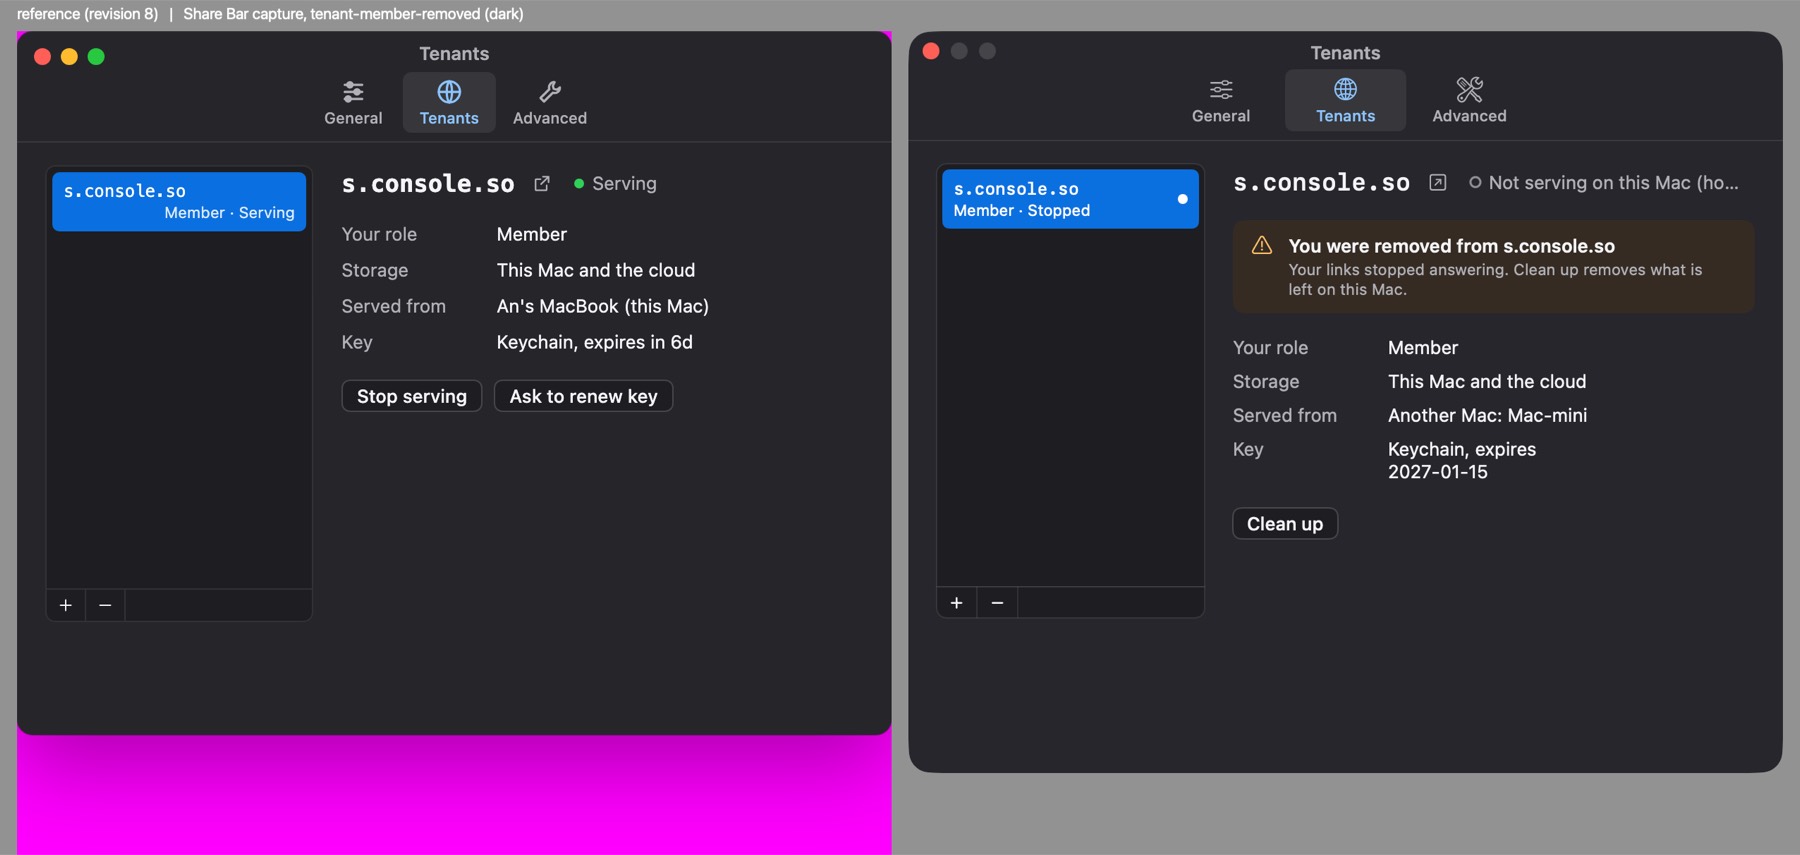 reference (revision 8) | Share Bar capture, tenant-member-removed (dark)
Tenants
General
Tenants
Advanced
s.console.so
Member · Serving
s.console.so
Serving
Your role Member
Storage This Mac and the cloud
Served from An's MacBook (this Mac)
Key Keychain, expires in 6d
Stop serving
Ask to renew key
+ −
Tenants
General
Tenants
Advanced
s.console.so
Member · Stopped
s.console.so
Not serving on this Mac (ho...
You were removed from s.console.so
Your links stopped answering. Clean up removes what is
left on this Mac.
Your role Member
Storage This Mac and the cloud
Served from Another Mac: Mac-mini
Key Keychain, expires
2027-01-15
Clean up
+ −